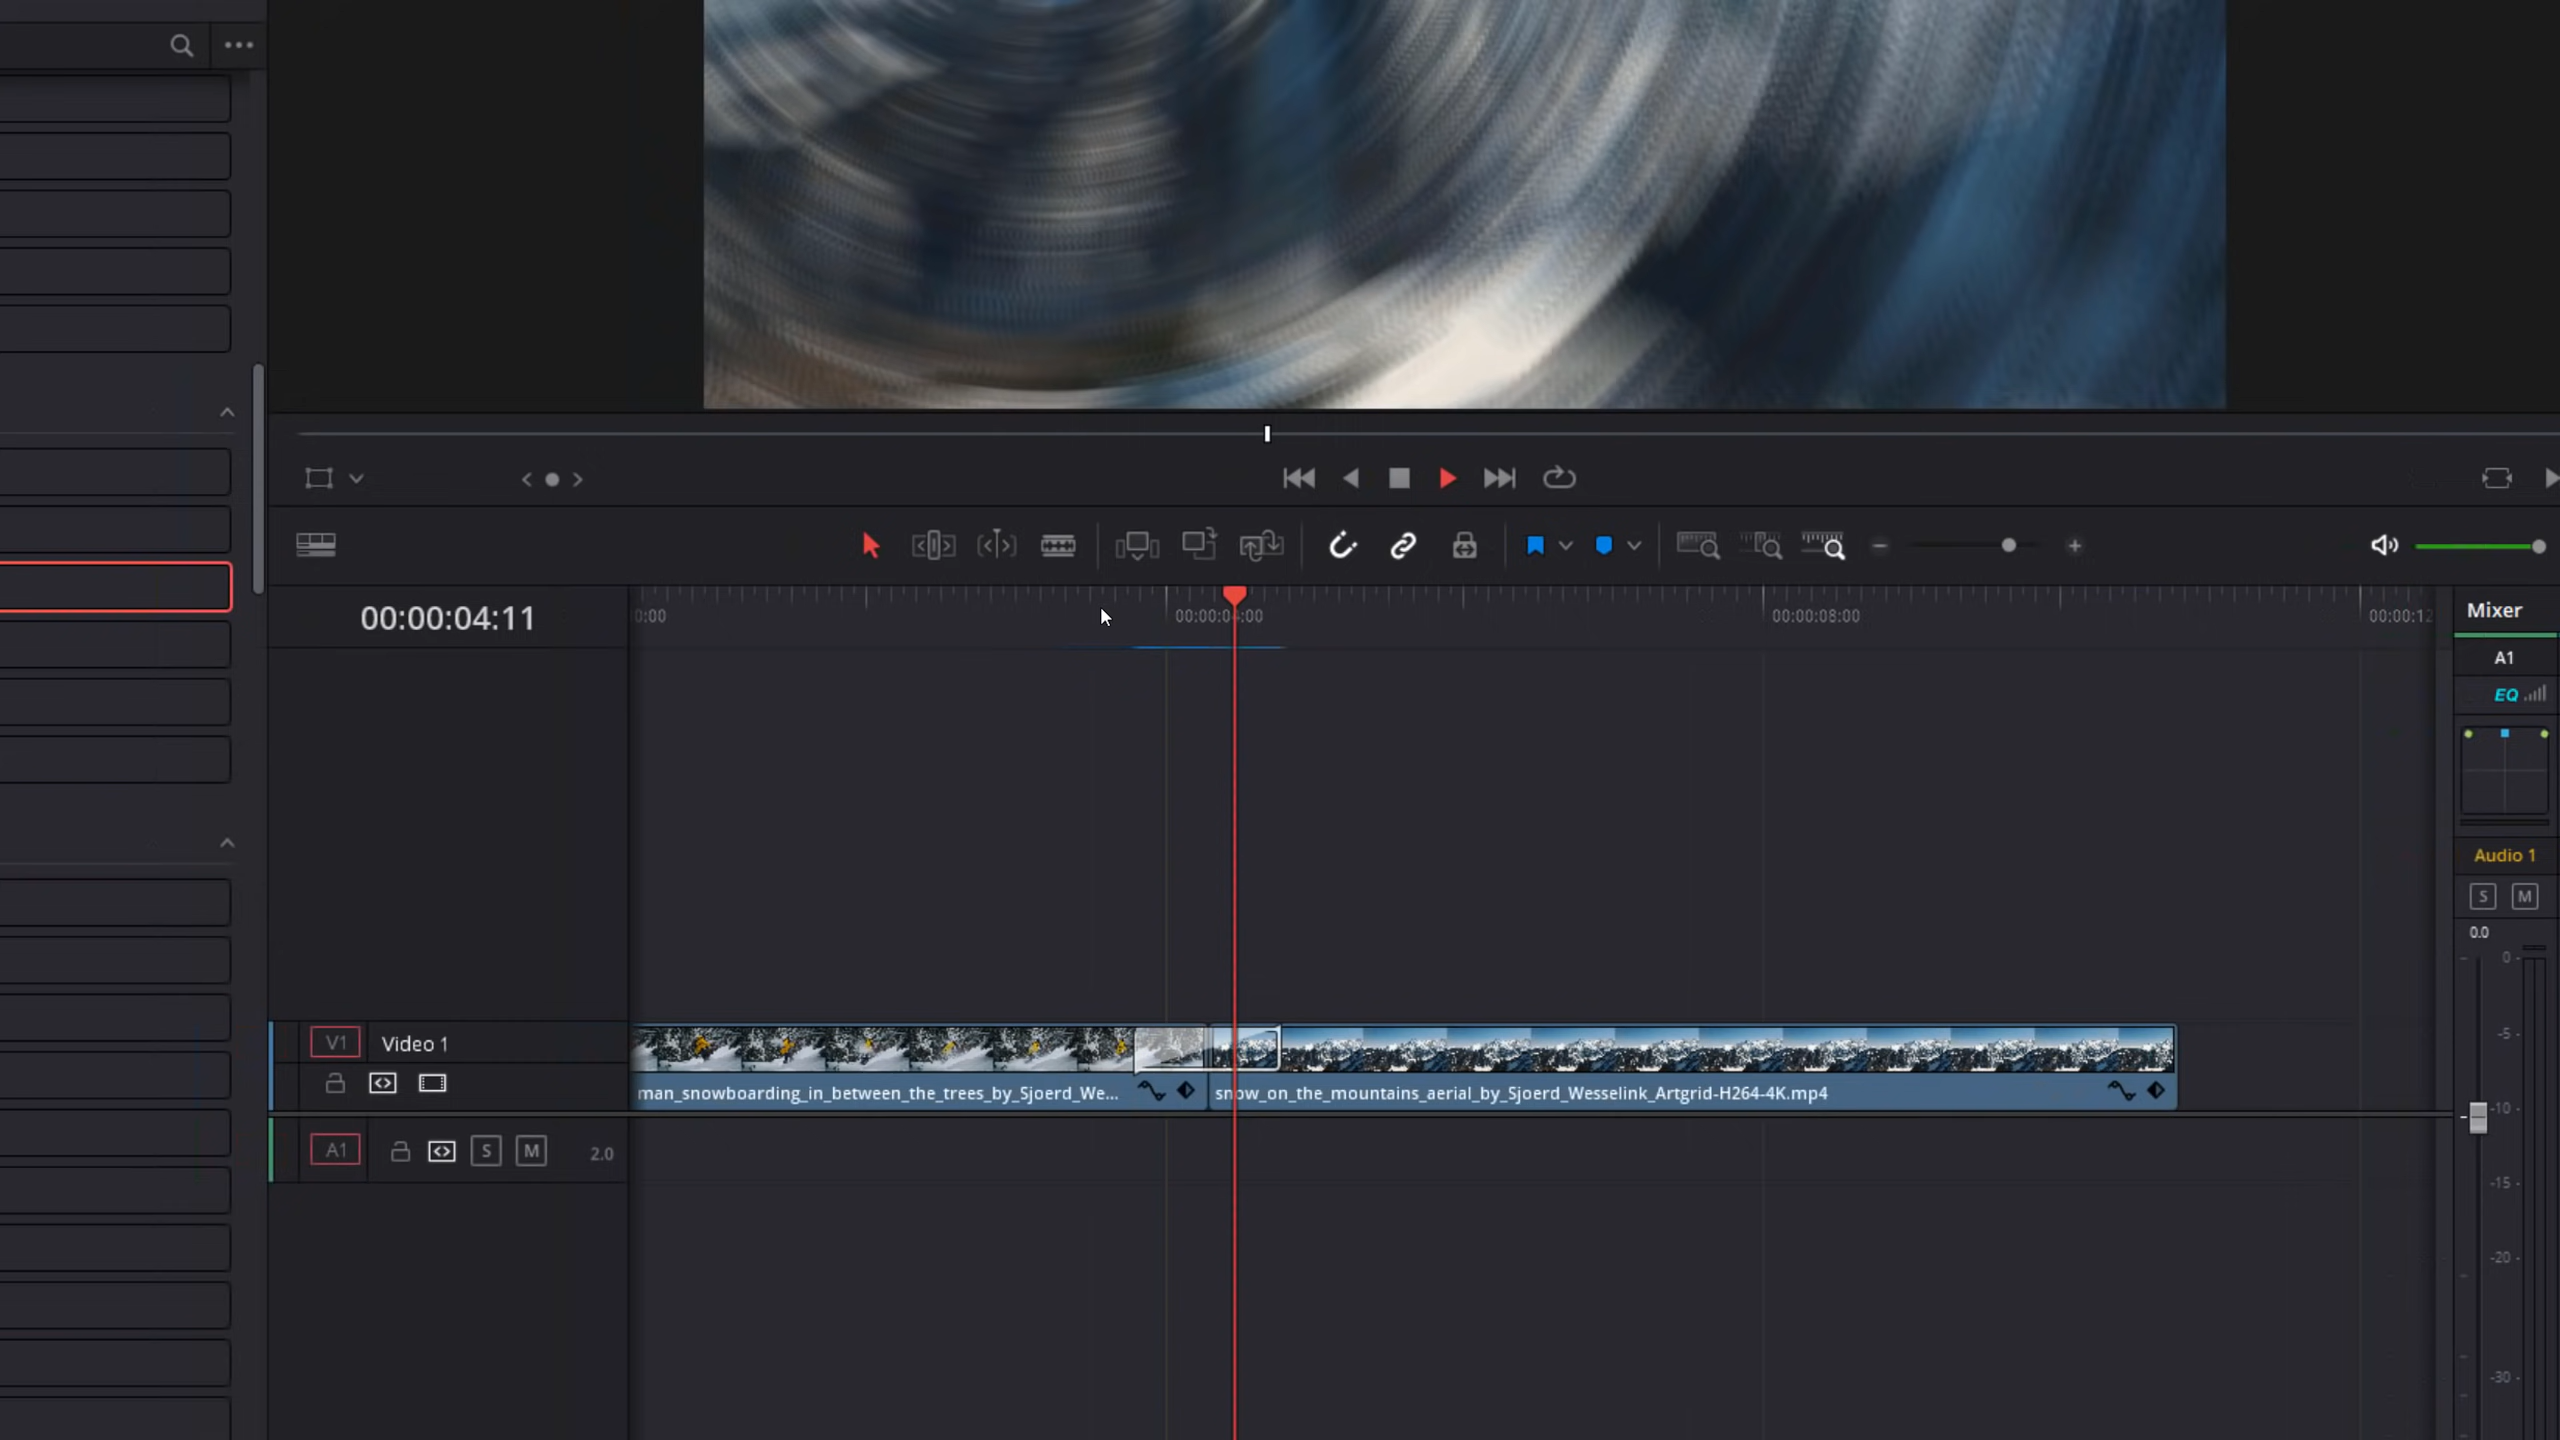 00:00:04:11
0:00
00:00:04:00
00:00:08:00
00:00:12
Mixer
A1
EQ
Audio 1
S M
0.0
0
-5
-10
-15
-20
-30
V1 Video 1
man_snowboarding_in_between_the_trees_by_Sjoerd_We...
snow_on_the_mountains_aerial_by_Sjoerd_Wesselink_Artgrid-H264-4K.mp4
A1 S M 2.0